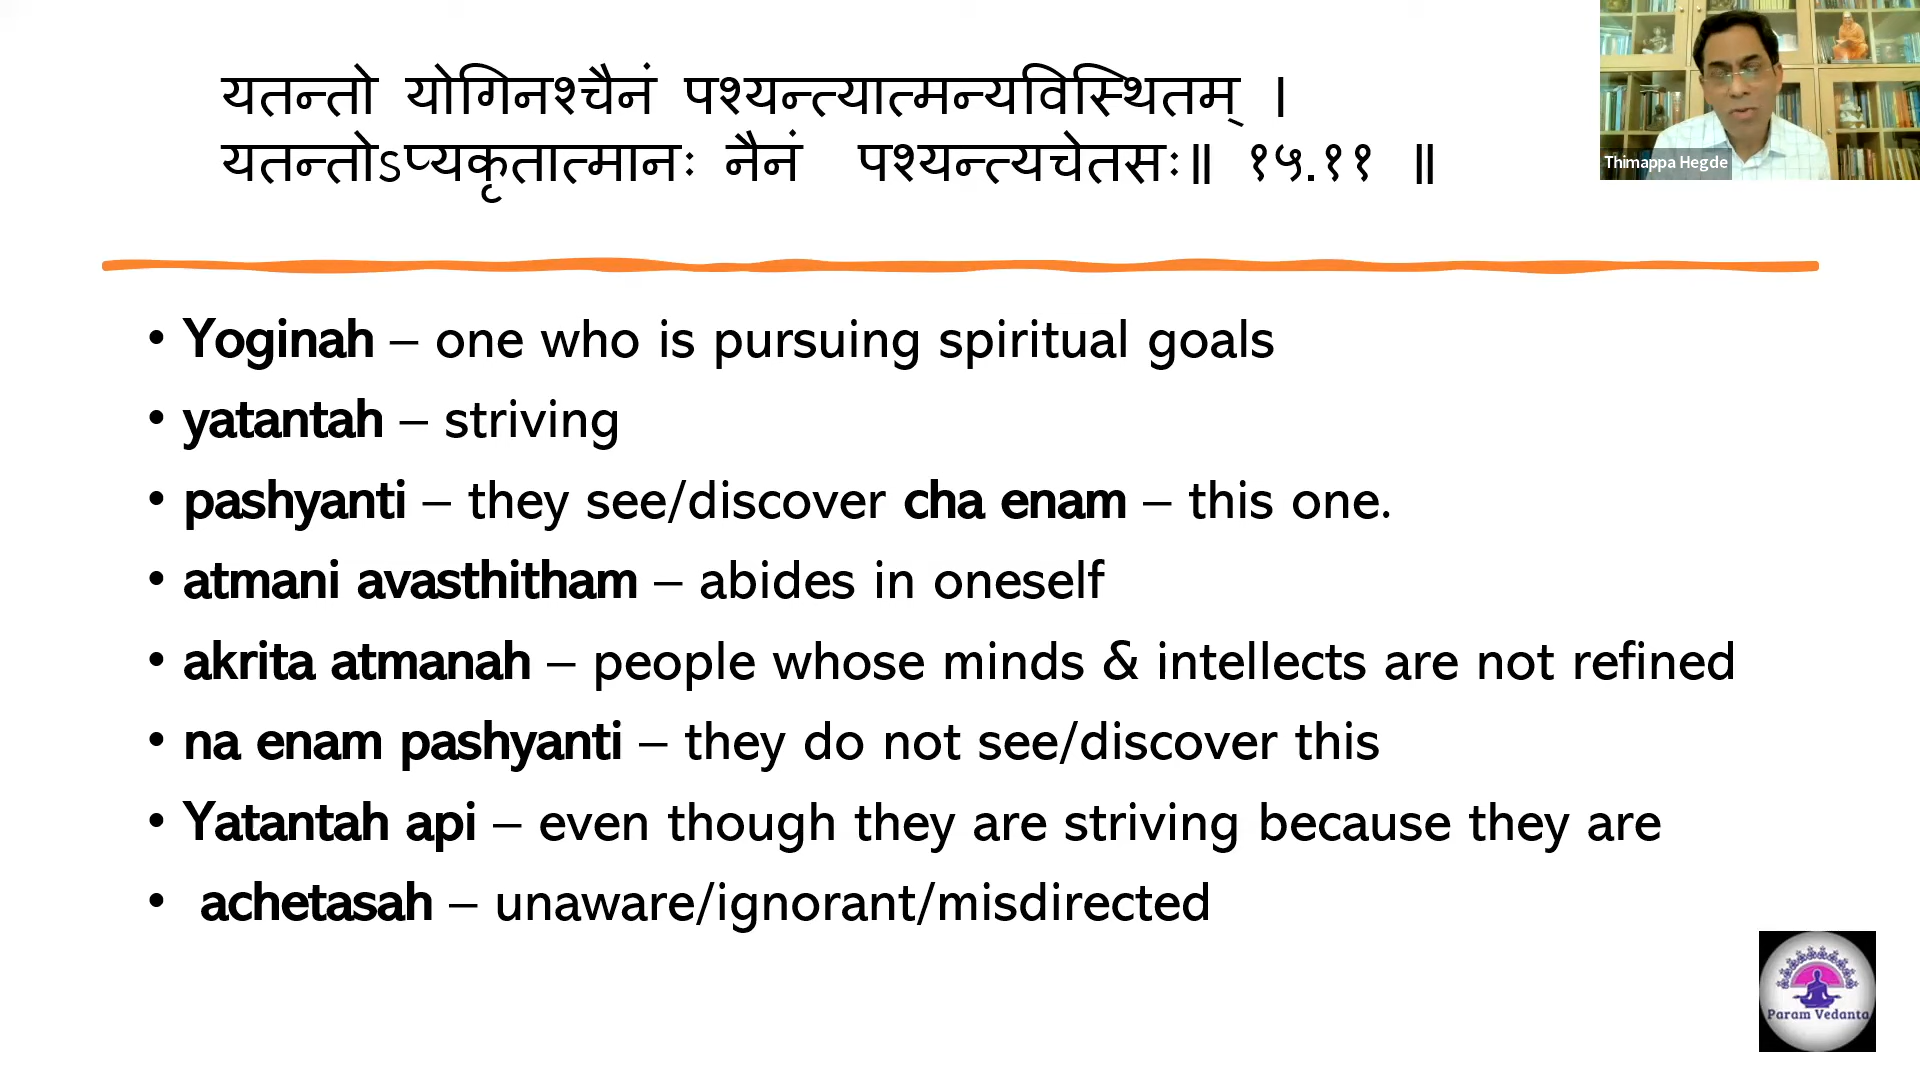 यतन्तो योगिनश्चैनं पश्यन्त्यात्मन्यविस्थितम् ।
यतन्तोऽप्यकृतात्मानः नैनं पश्यन्त्यचेतसः॥ १५.११ ॥
Thimappa Hegde
• Yoginah – one who is pursuing spiritual goals
• yatantah – striving
• pashyanti – they see/discover cha enam – this one.
• atmani avasthitham – abides in oneself
• akrita atmanah – people whose minds & intellects are not refined
• na enam pashyanti – they do not see/discover this
• Yatantah api – even though they are striving because they are
• achetasah – unaware/ignorant/misdirected
Param Vedanta